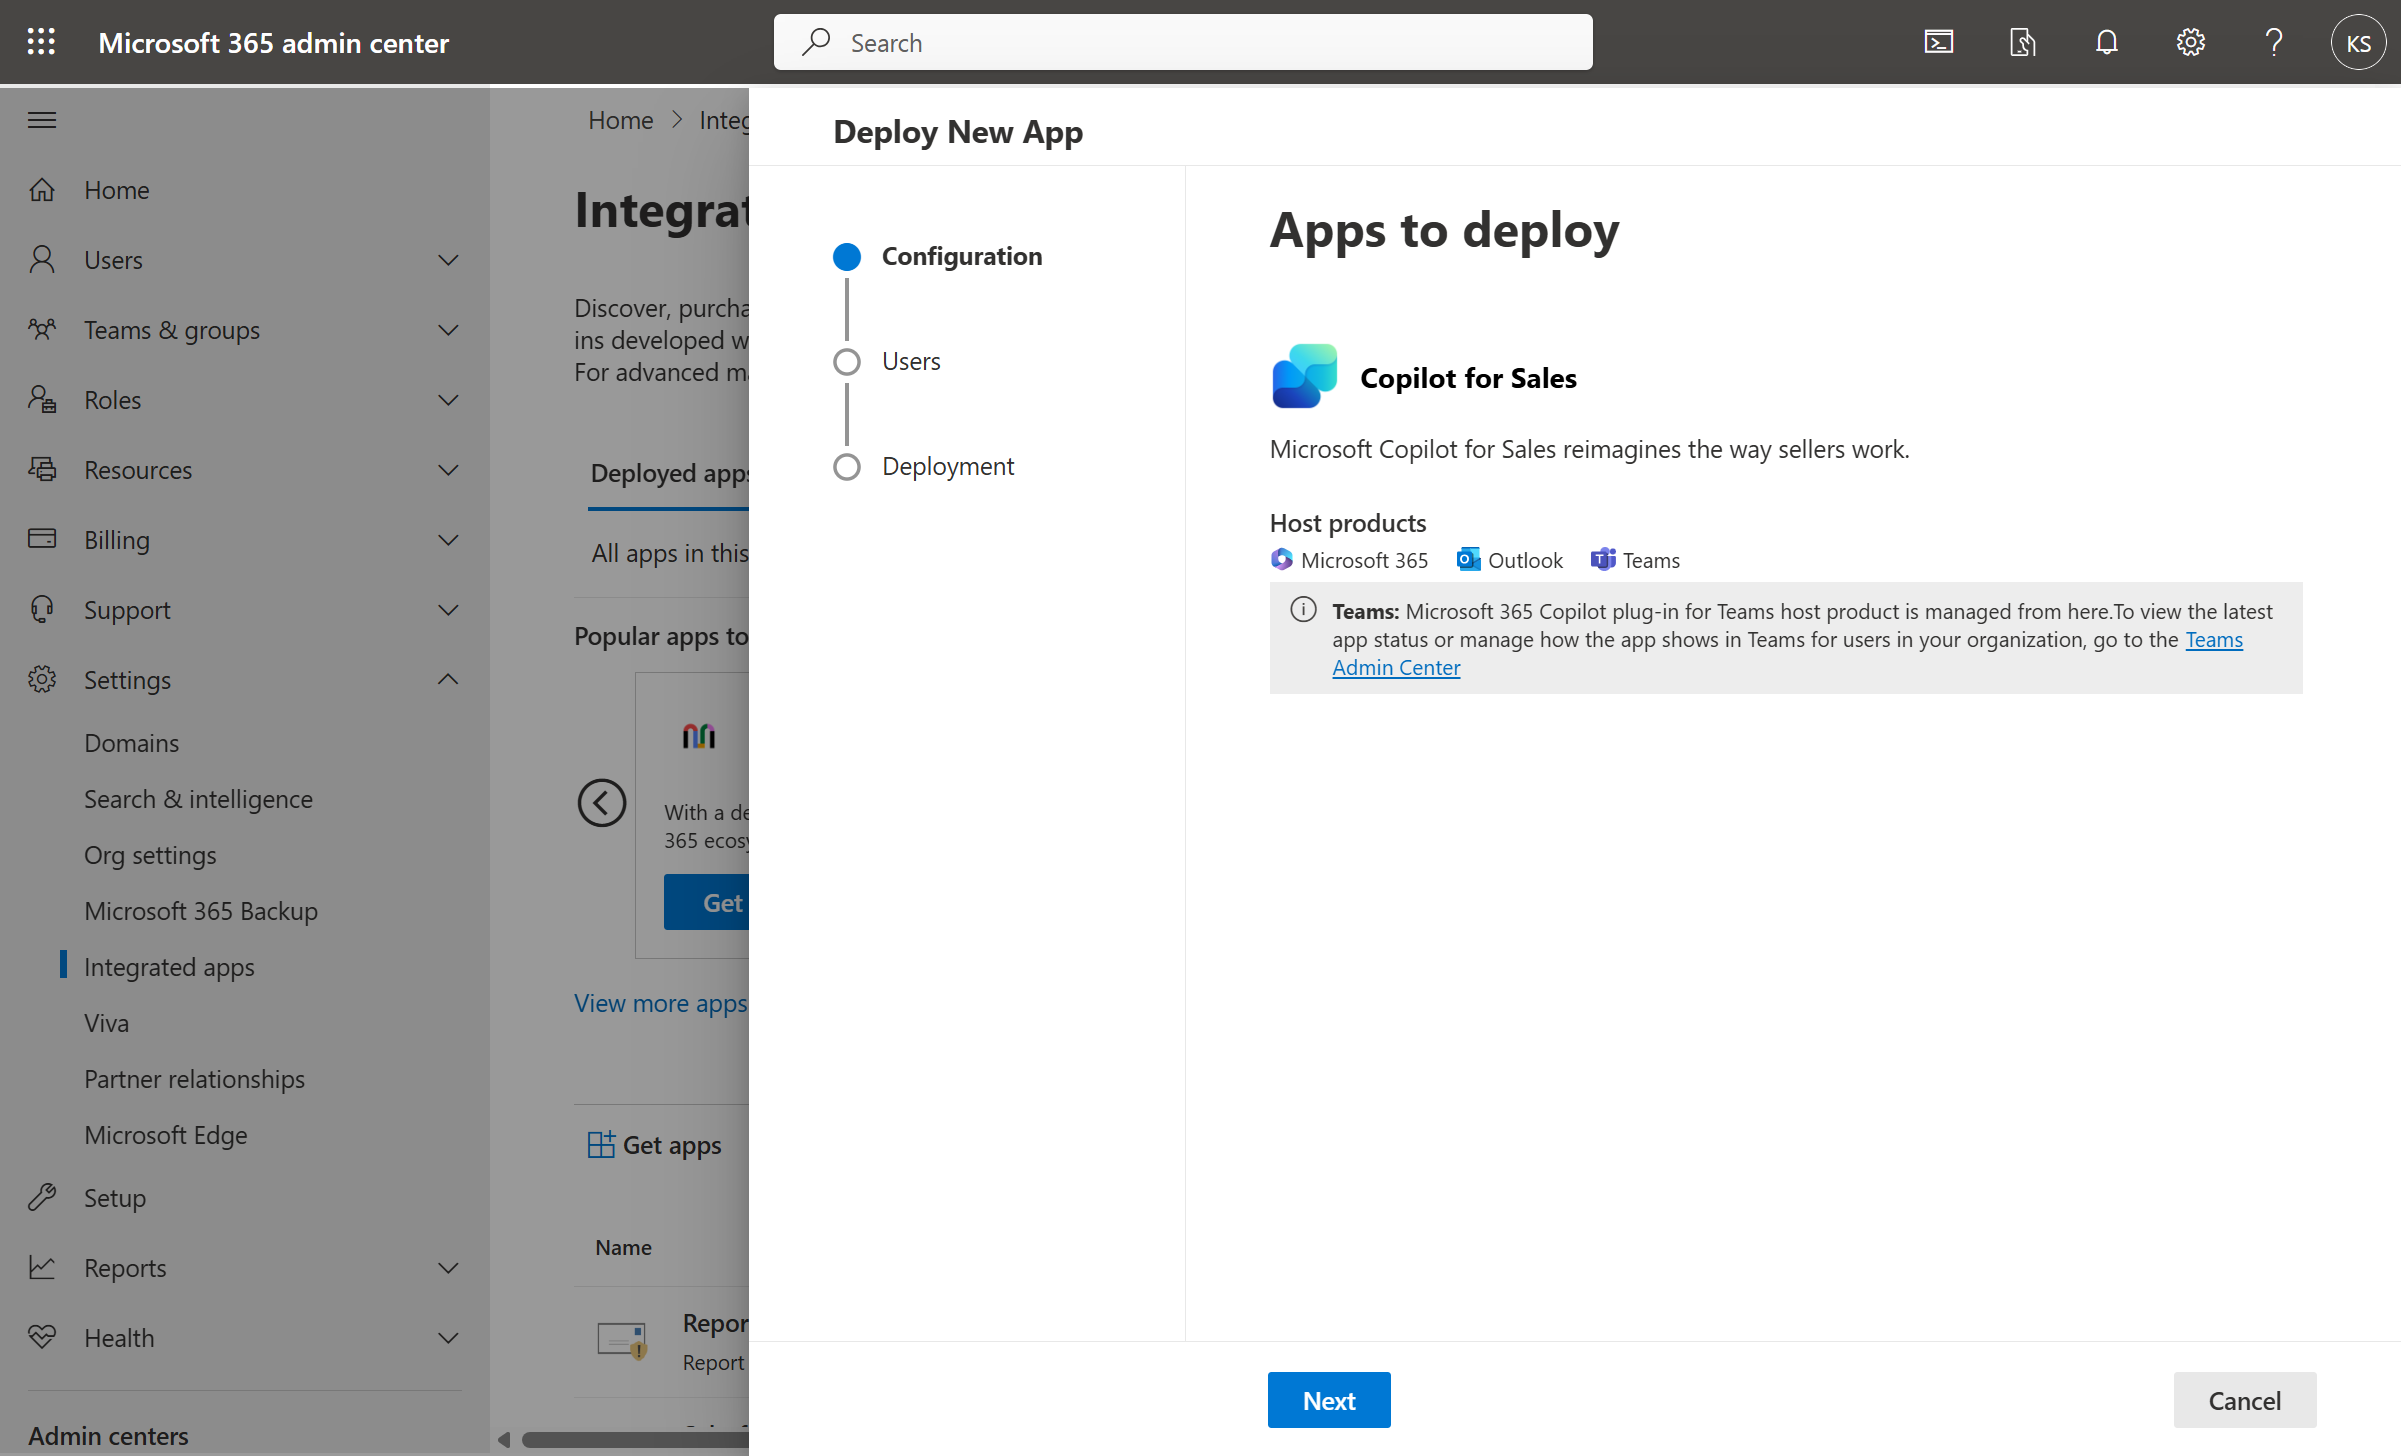 Microsoft 365 admin center
Search
KS
Home
Users
Teams & groups
Roles
Resources
Billing
Support
Settings
Domains
Search & intelligence
Org settings
Microsoft 365 Backup
Integrated apps
Viva
Partner relationships
Microsoft Edge
Setup
Reports
Health
Admin centers
Home > Integ
Integrat
Discover, purcha
ins developed w
For advanced ma
Deployed apps
All apps in this
Popular apps to
With a de
365 ecosy
Get
View more apps
Get apps
Name
Repor
Report
Deploy New App
Configuration
Users
Deployment
Apps to deploy
Copilot for Sales
Microsoft Copilot for Sales reimagines the way sellers work.
Host products
Microsoft 365 Outlook Teams
Teams: Microsoft 365 Copilot plug-in for Teams host product is managed from here.To view the latest
app status or manage how the app shows in Teams for users in your organization, go to the Teams
Admin Center
Next
Cancel